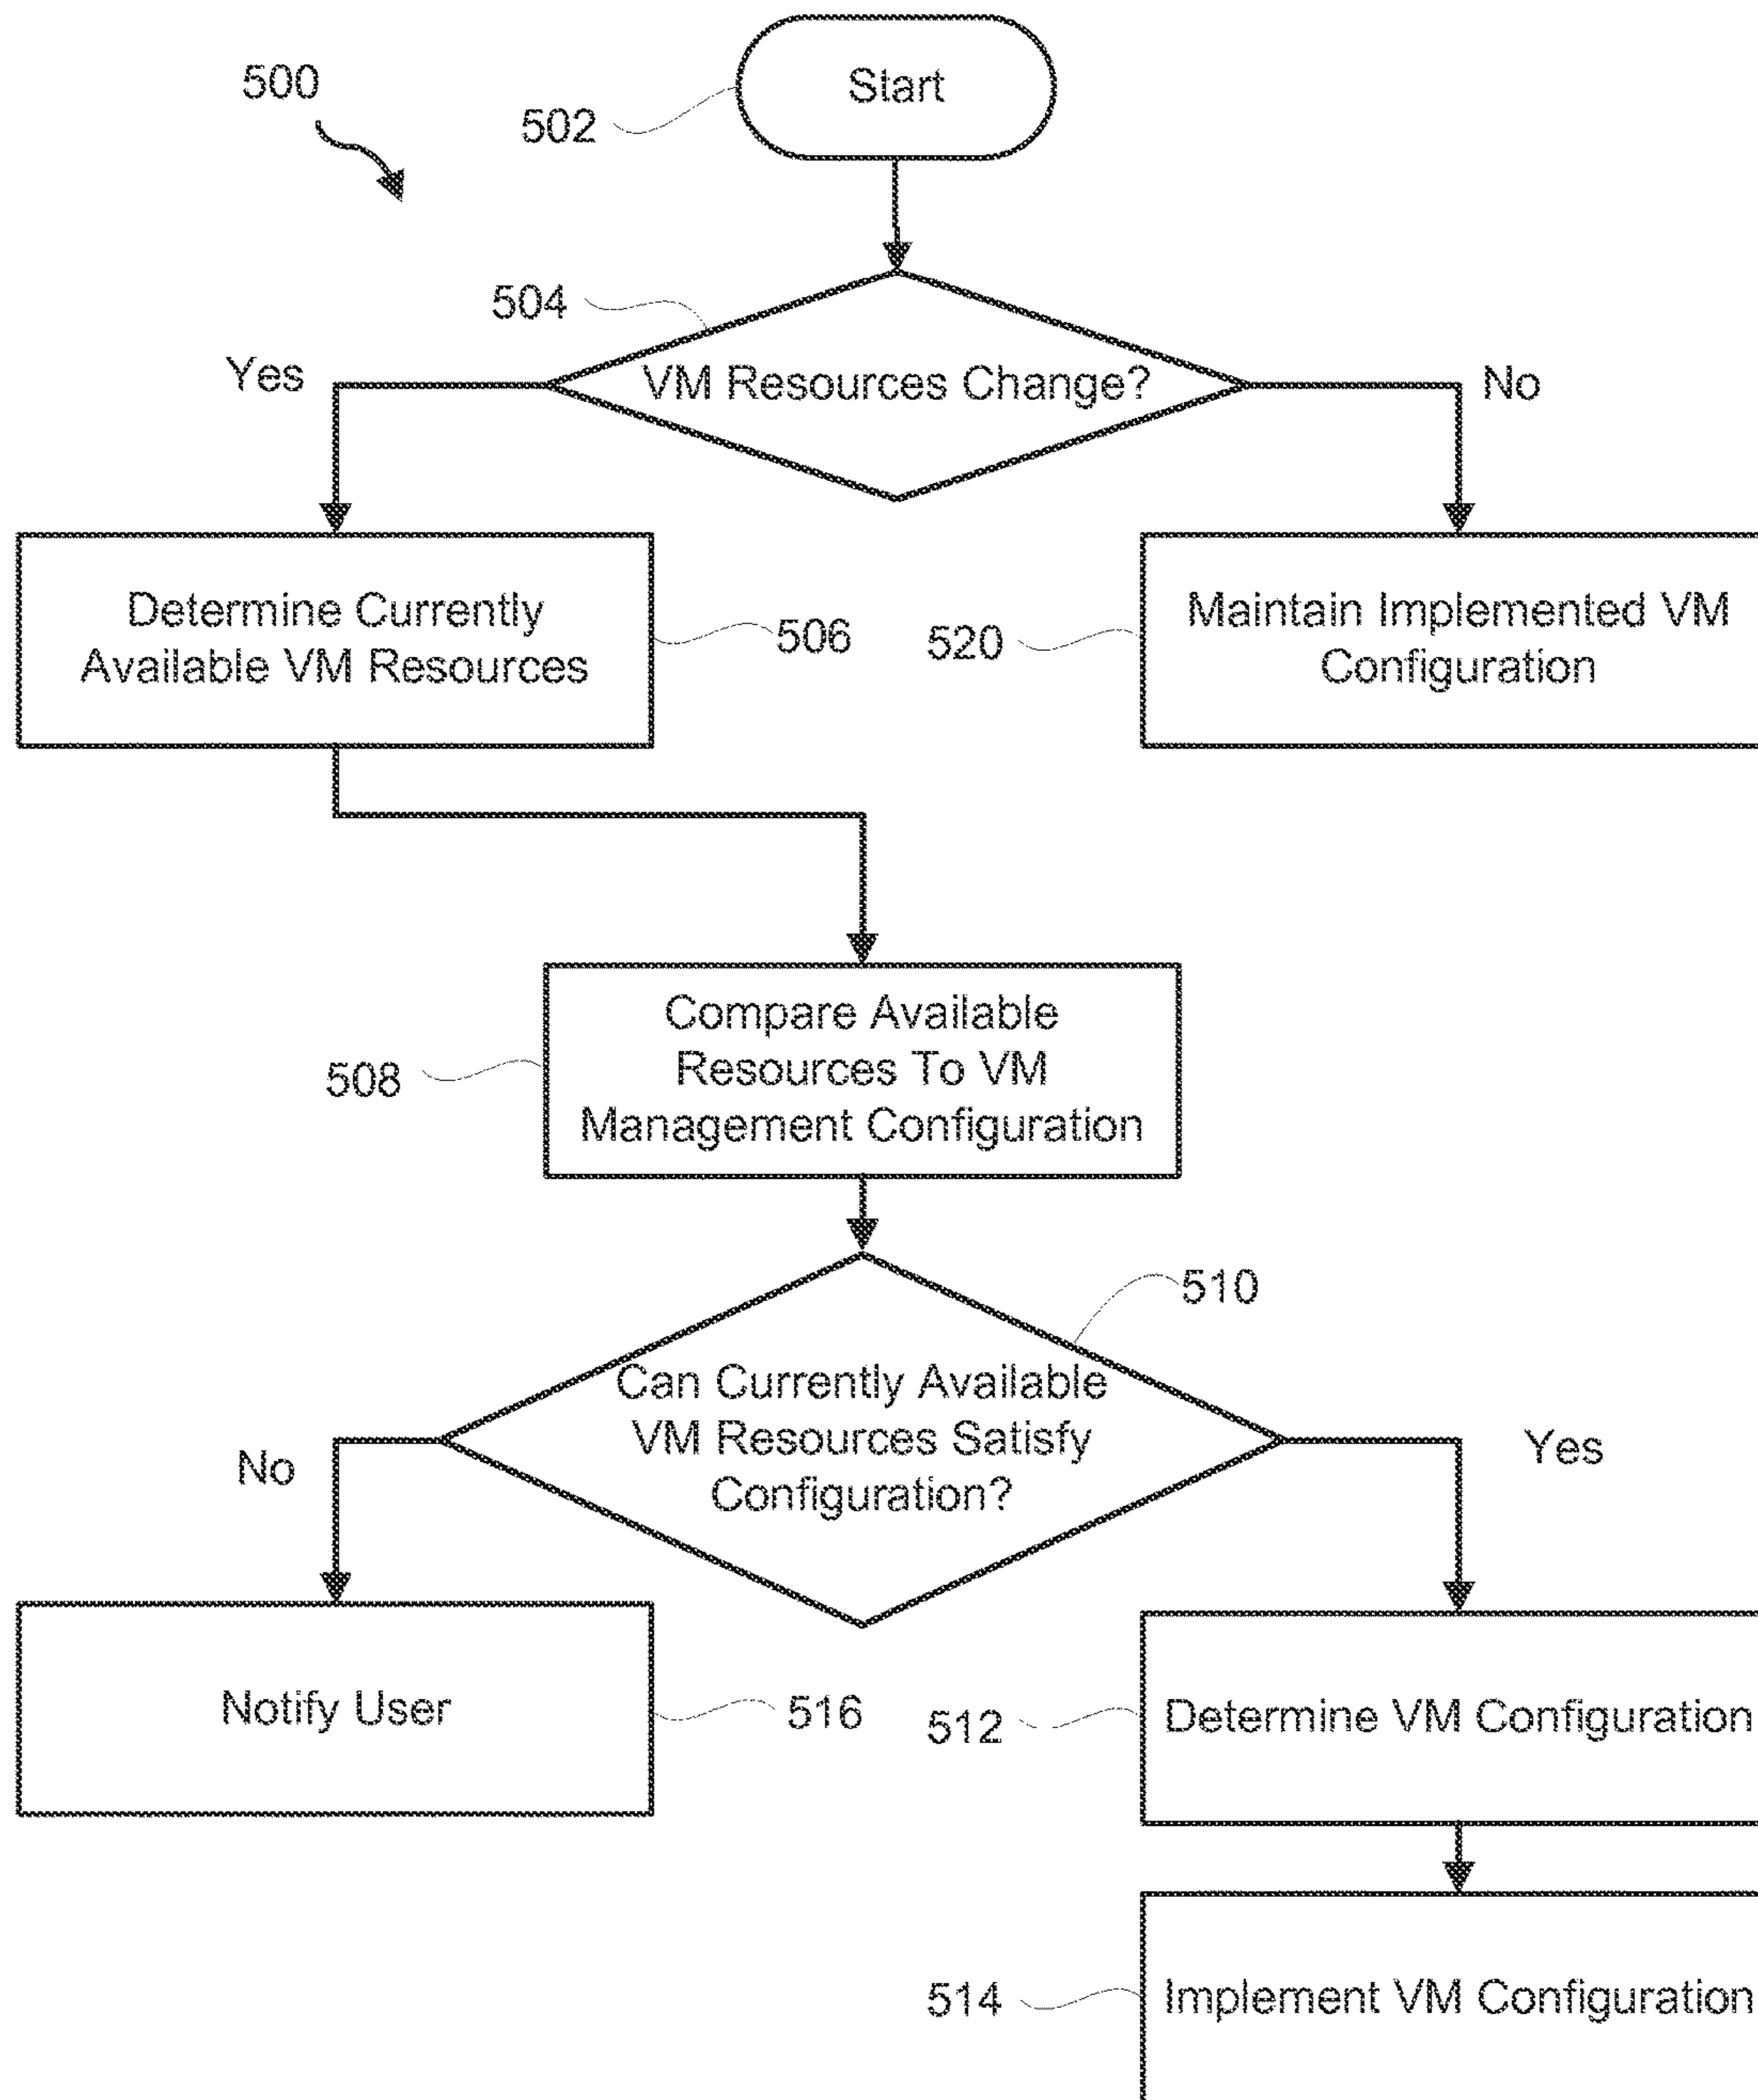 500
502
Start
504
Yes
VM Resources Change?
No
Determine Currently
Available VM Resources
506
520
Maintain Implemented VM
Configuration
508
Compare Available
Resources To VM
Management Configuration
510
Can Currently Available
VM Resources Satisfy
Configuration?
No
Yes
Notify User
516
512
Determine VM Configuration
514
Implement VM Configuration